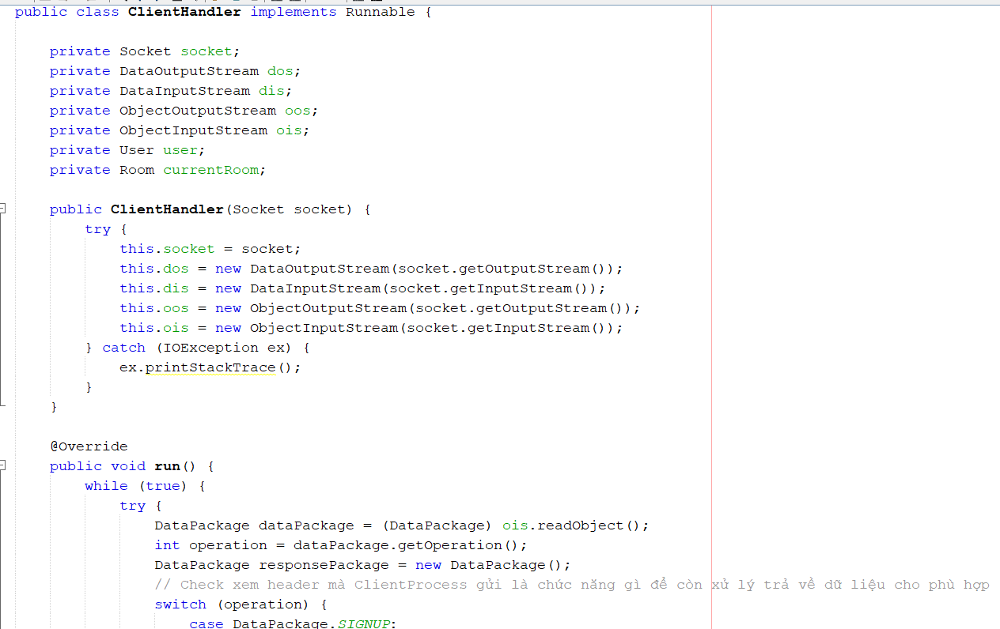 public class ClientHandler implements Runnable {
private Socket socket;
private DataOutputStream dos;
private DataInputStream dis;
private ObjectOutputStream oos;
private ObjectInputStream ois;
private User user;
private Room currentRoom;
public ClientHandler(Socket socket) {
try {
this.socket = socket;
this.dos = new DataOutputStream(socket.getOutputStream());
this.dis = new DataInputStream(socket.getInputStream());
this.oos = new ObjectOutputStream(socket.getOutputStream());
this.ois = new ObjectInputStream(socket.getInputStream());
} catch (IOException ex) {
ex.printStackTrace();
}
}
@Override
public void run() {
while (true) {
try {
DataPackage dataPackage = (DataPackage) ois.readObject();
int operation = dataPackage.getOperation();
DataPackage responsePackage = new DataPackage();
// Check xem header mà ClientProcess gửi là chức năng gì để còn xử lý trả về dữ liệu cho phù hợp
switch (operation) {
case DataPackage.SIGNUP: